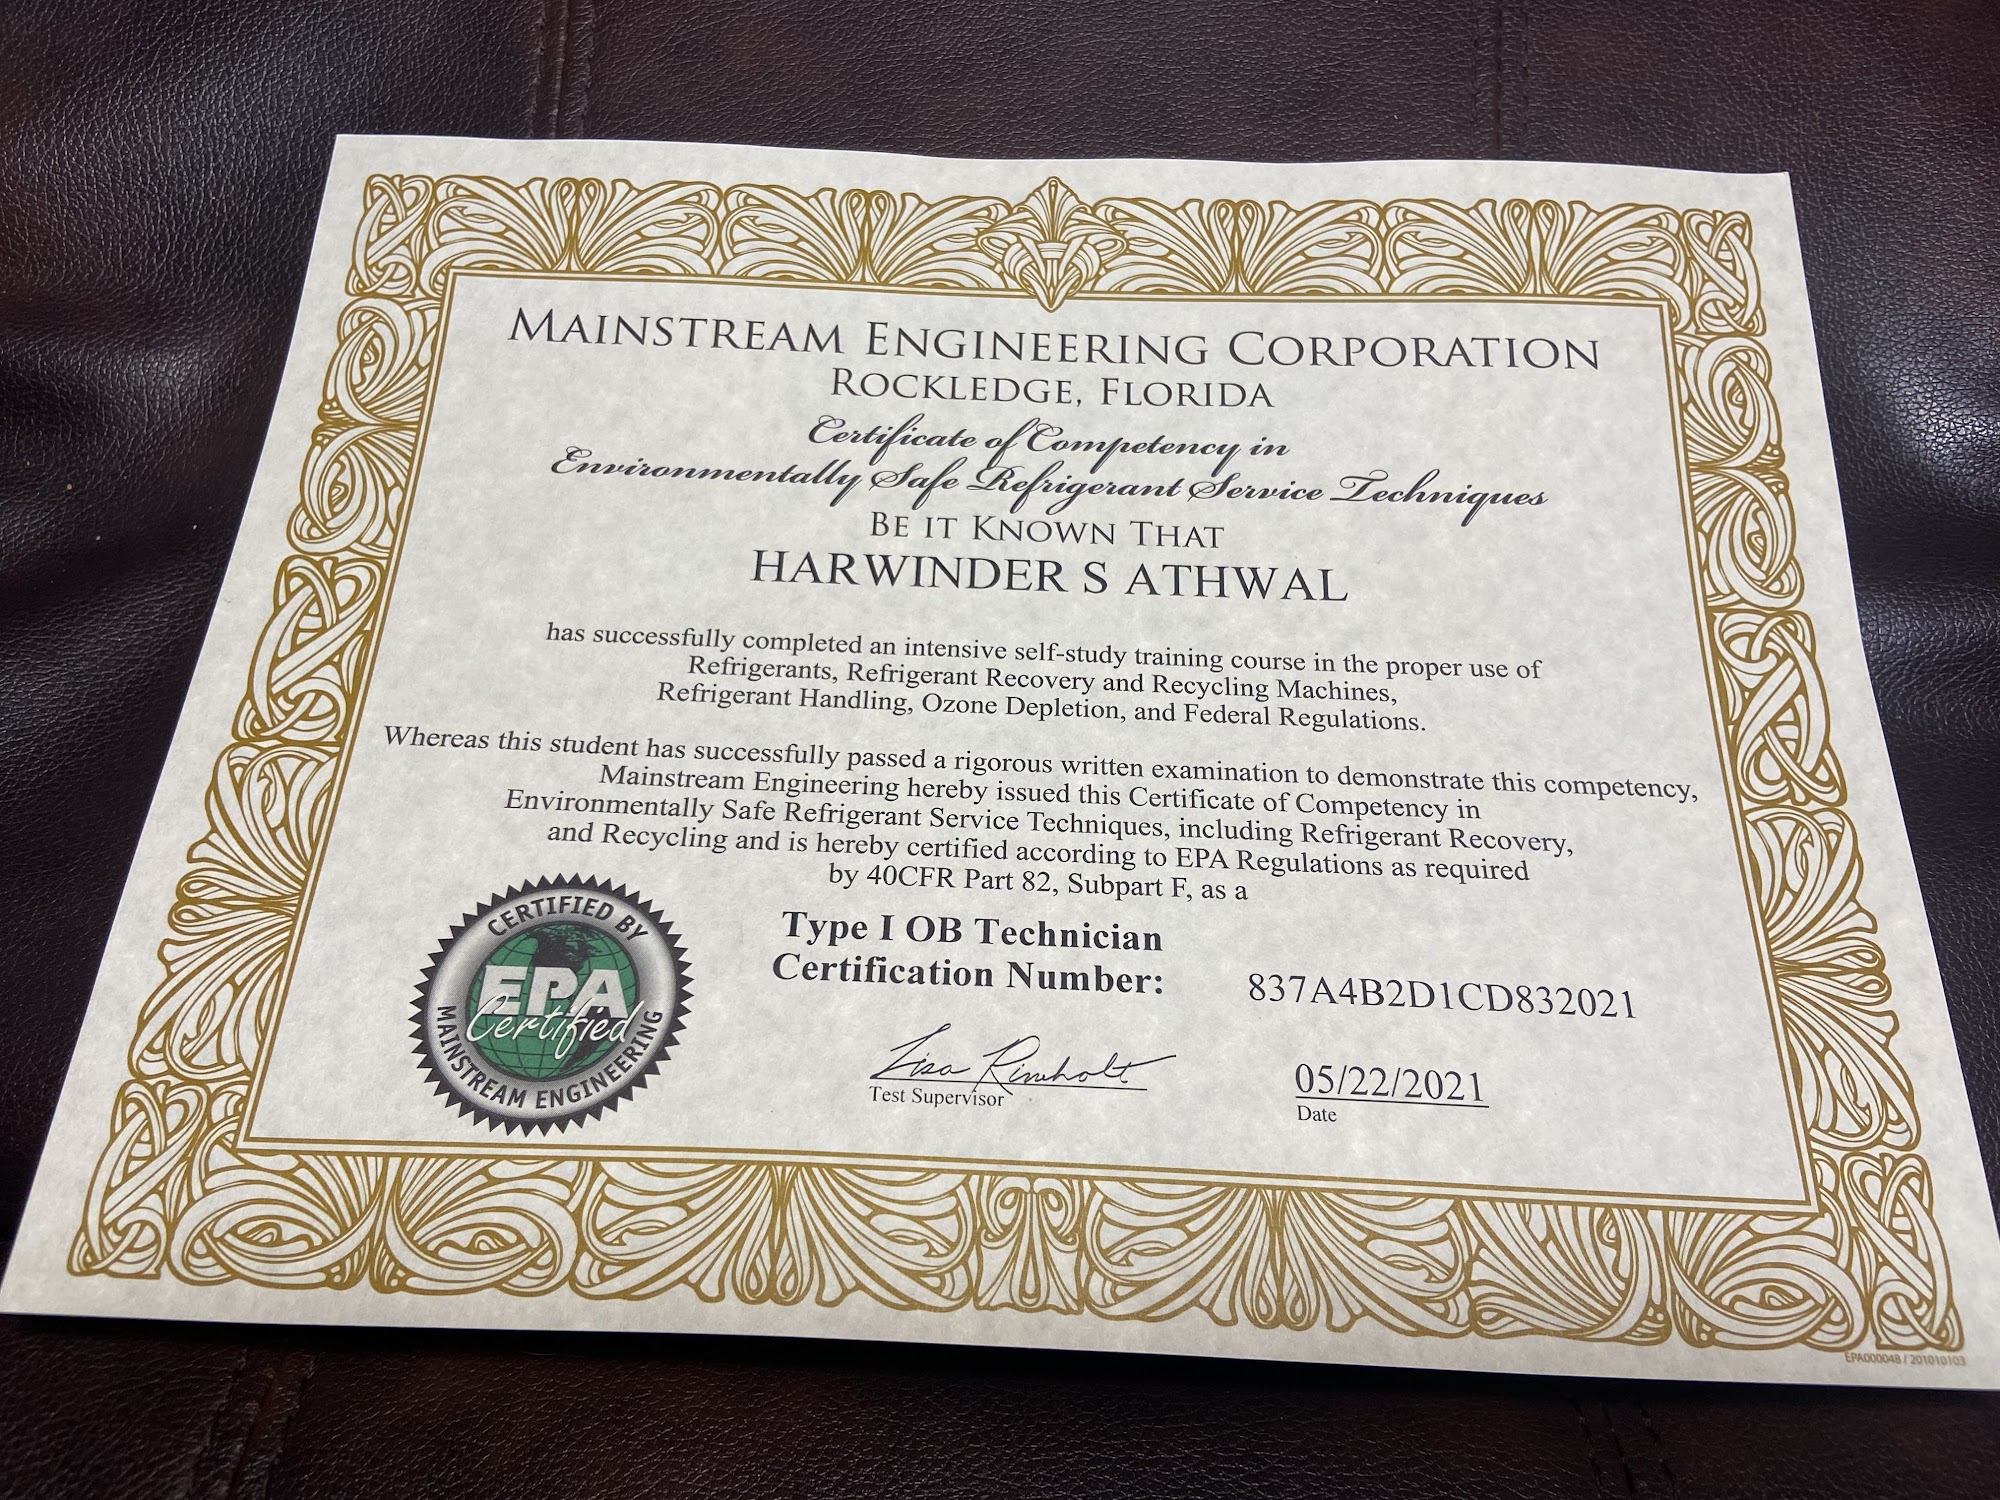 MAINSTREAM ENGINEERING CORPORATION
ROCKLEDGE, FLORIDA
Certificate of Competency in
Environmentally Safe Refrigerant Service Techniques
BE IT KNOWN THAT
HARWINDER S ATHWAL
has successfully completed an intensive self-study training course in the proper use of
Refrigerants, Refrigerant Recovery and Recycling Machines,
Refrigerant Handling, Ozone Depletion, and Federal Regulations.
Whereas this student has successfully passed a rigorous written examination to demonstrate this competency,
Mainstream Engineering hereby issued this Certificate of Competency in
Environmentally Safe Refrigerant Service Techniques, including Refrigerant Recovery,
and Recycling and is hereby certified according to EPA Regulations as required
by 40CFR Part 82, Subpart F, as a
Type I OB Technician
Certification Number: 837A4B2D1CD832021
CERTIFIED BY
EPA
Certified
MAINSTREAM ENGINEERING
Lisa Rineholt
Test Supervisor
05/22/2021
Date
EPA000048 / 201010103